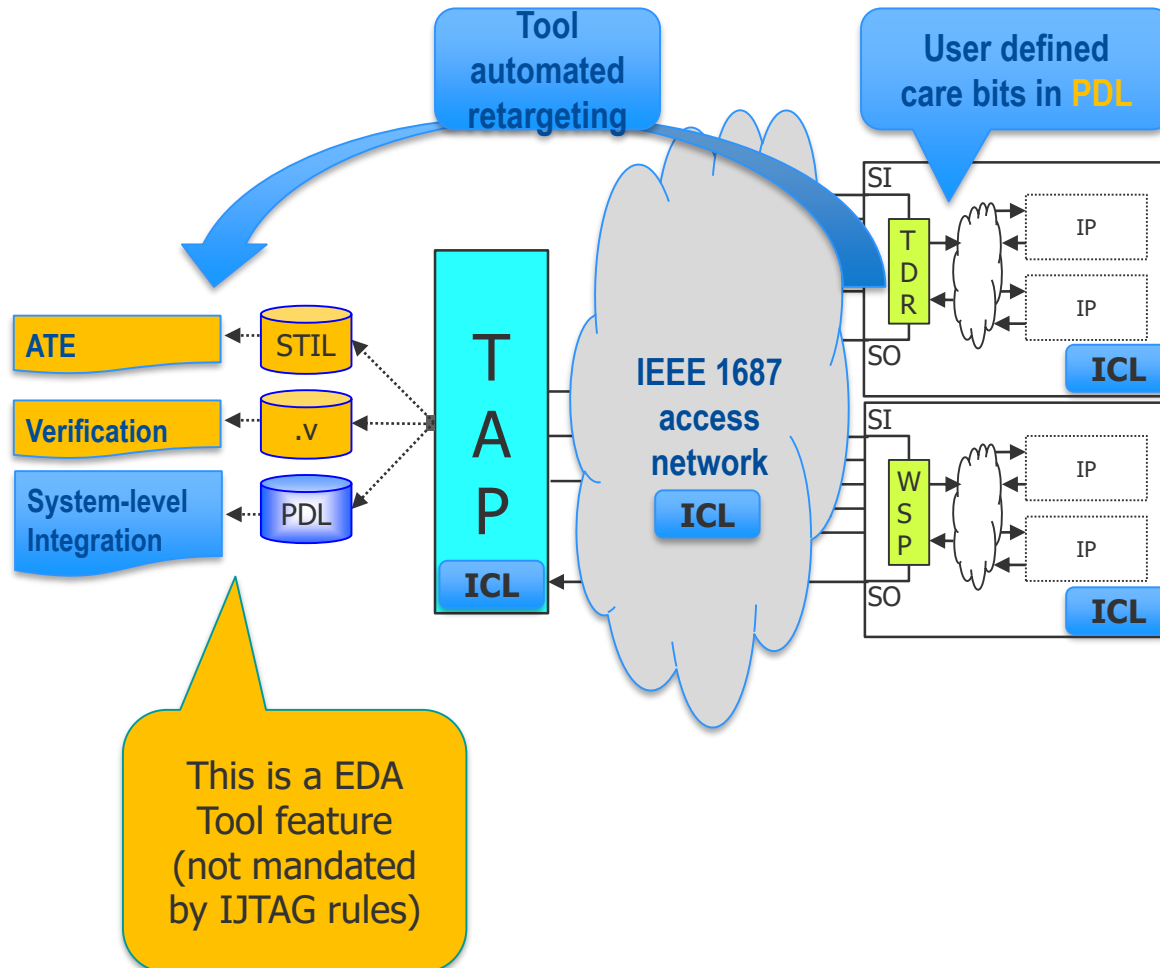 Tool
automated
retargeting
User defined
care bits in PDL
SI
T
D
R
SO
IP
IP
ICL
ATE
STIL
Verification
.v
System-level
Integration
PDL
T
A
P
ICL
IEEE 1687
access
network
ICL
SI
W
S
P
SO
IP
IP
ICL
This is a EDA
Tool feature
(not mandated
by IJTAG rules)